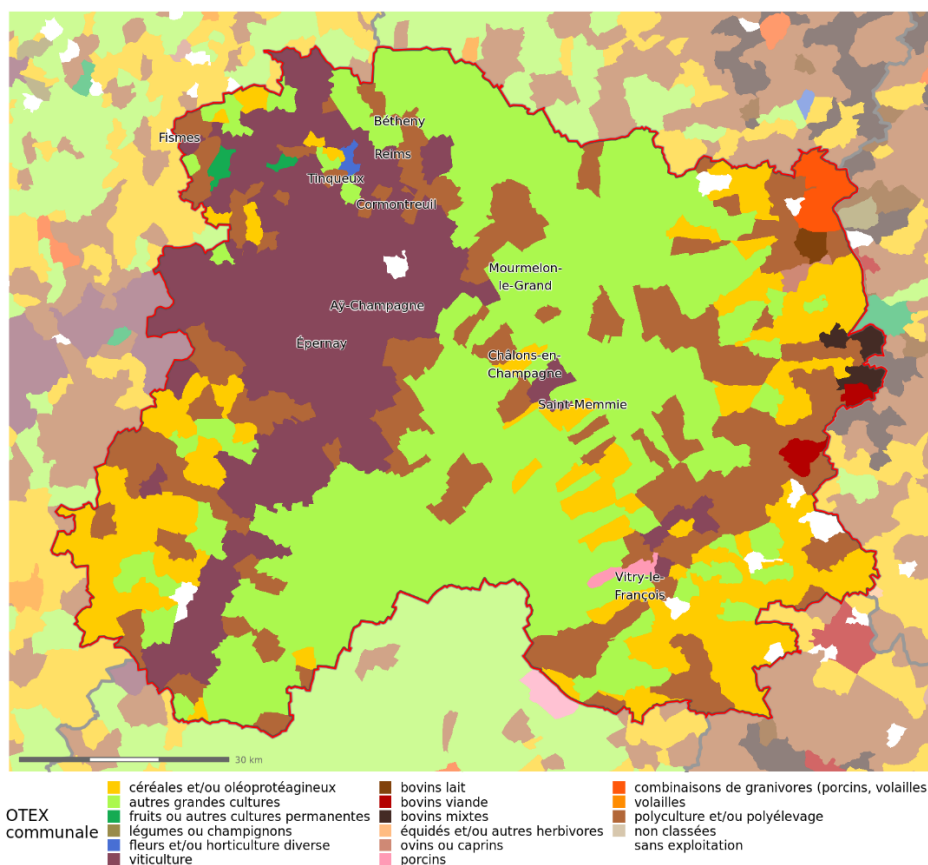 Fismes
Bétheny
Reims
Tinqueux
Cormontreuil
Mourmelon-
le-Grand
Aÿ-Champagne
Épernay
Châlons-en-
Champagne
Saint-Memmie
Vitry-le-
François
30 km
OTEX
communale
céréales et/ou oléoprotéagineux
autres grandes cultures
fruits ou autres cultures permanentes
légumes ou champignons
fleurs et/ou horticulture diverse
viticulture
bovins lait
bovins viande
bovins mixtes
équidés et/ou autres herbivores
ovins ou caprins
porcins
combinaisons de granivores (porcins, volailles
volailles
polyculture et/ou polyélevage
non classées
sans exploitation